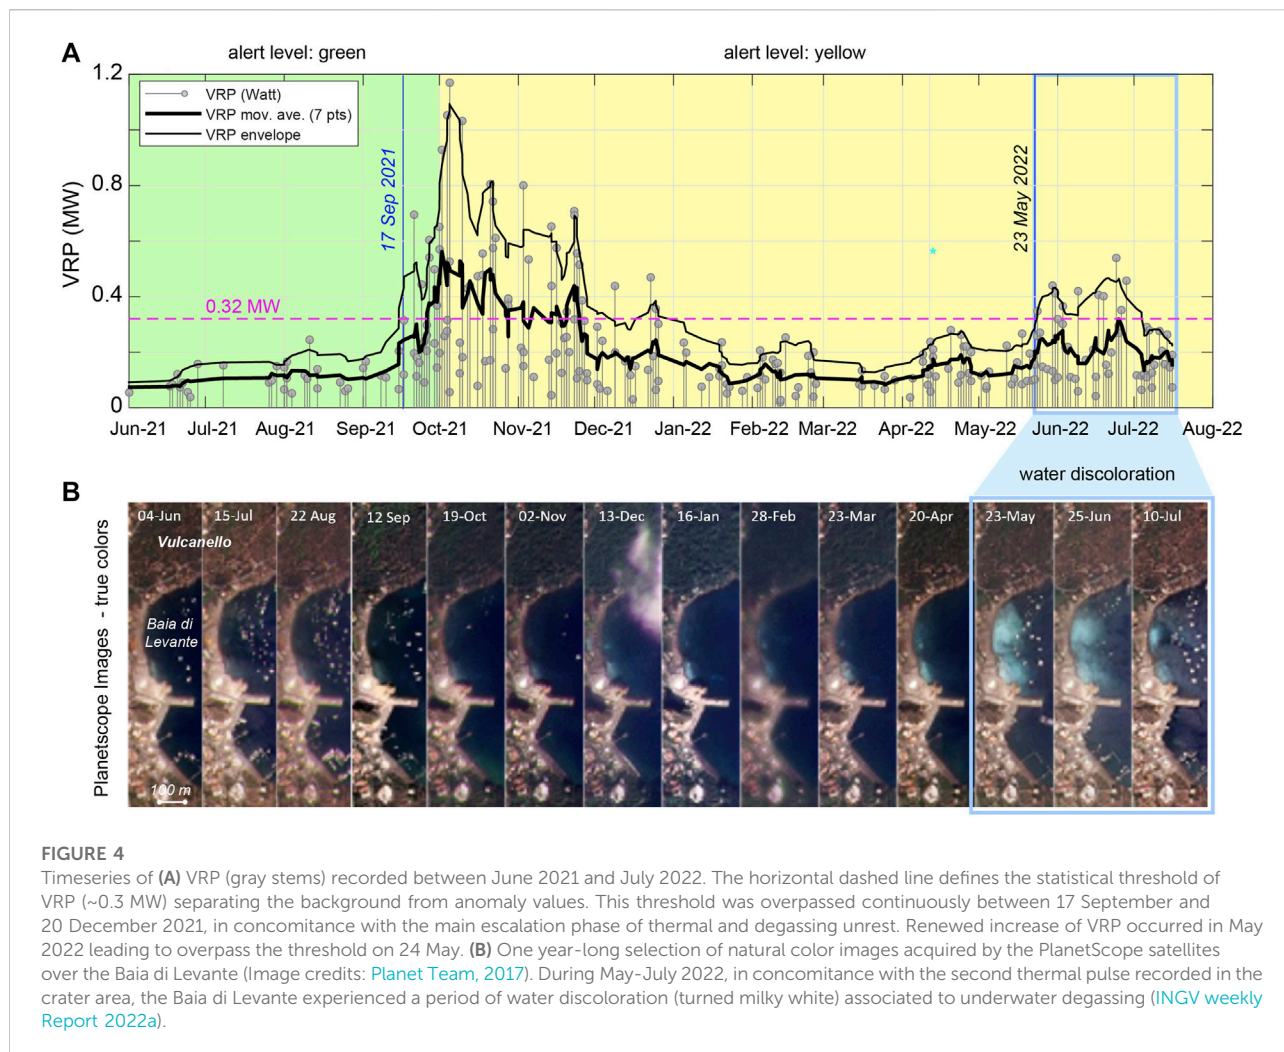 A
alert level: green
alert level: yellow
VRP (MW)
1.2
0.8
0.4
0
VRP (Watt)
VRP mov. ave. (7 pts)
VRP envelope
17 Sep 2021
23 May 2022
0.32 MW
Jun-21 Jul-21 Aug-21 Sep-21 Oct-21 Nov-21 Dec-21 Jan-22 Feb-22 Mar-22 Apr-22 May-22 Jun-22 Jul-22 Aug-22
water discoloration
B
Planetscope Images - true colors
04-Jun 15-Jul 22 Aug 12 Sep 19-Oct 02-Nov 13-Dec 16-Jan 28-Feb 23-Mar 20-Apr 23-May 25-Jun 10-Jul
Vulcanello
Baia di
Levante
100 m
FIGURE 4
Timeseries of (A) VRP (gray stems) recorded between June 2021 and July 2022. The horizontal dashed line defines the statistical threshold of
VRP (~0.3 MW) separating the background from anomaly values. This threshold was overpassed continuously between 17 September and
20 December 2021, in concomitance with the main escalation phase of thermal and degassing unrest. Renewed increase of VRP occurred in May
2022 leading to overpass the threshold on 24 May. (B) One year-long selection of natural color images acquired by the PlanetScope satellites
over the Baia di Levante (Image credits: Planet Team, 2017). During May-July 2022, in concomitance with the second thermal pulse recorded in the
crater area, the Baia di Levante experienced a period of water discoloration (turned milky white) associated to underwater degassing (INGV weekly
Report 2022a).